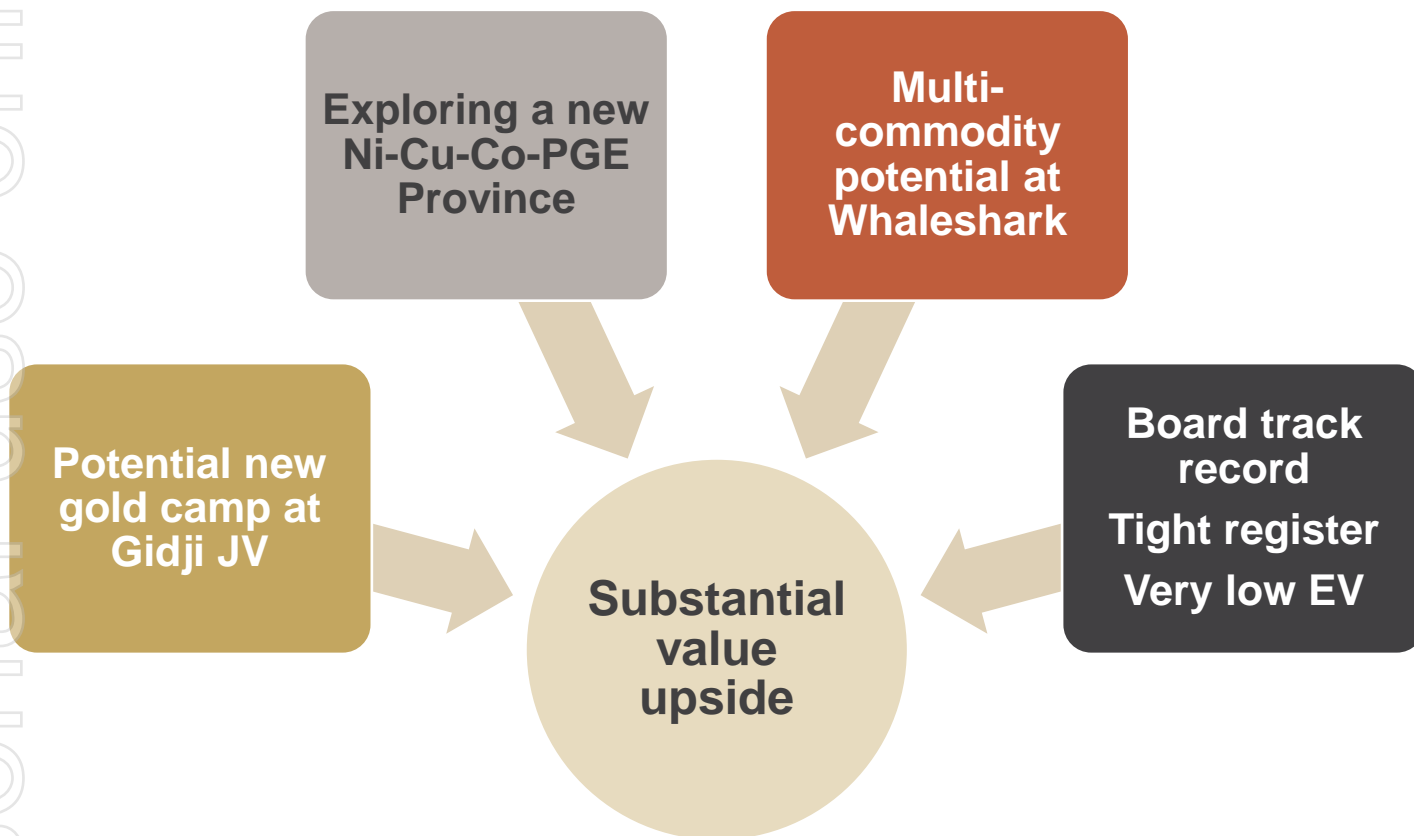 Exploring a new
Ni-Cu-Co-PGE
Province
Multi-
commodity
potential at
Whaleshark
Potential new
gold camp at
Gidji JV
Board track
record
Tight register
Very low EV
Substantial
value
upside